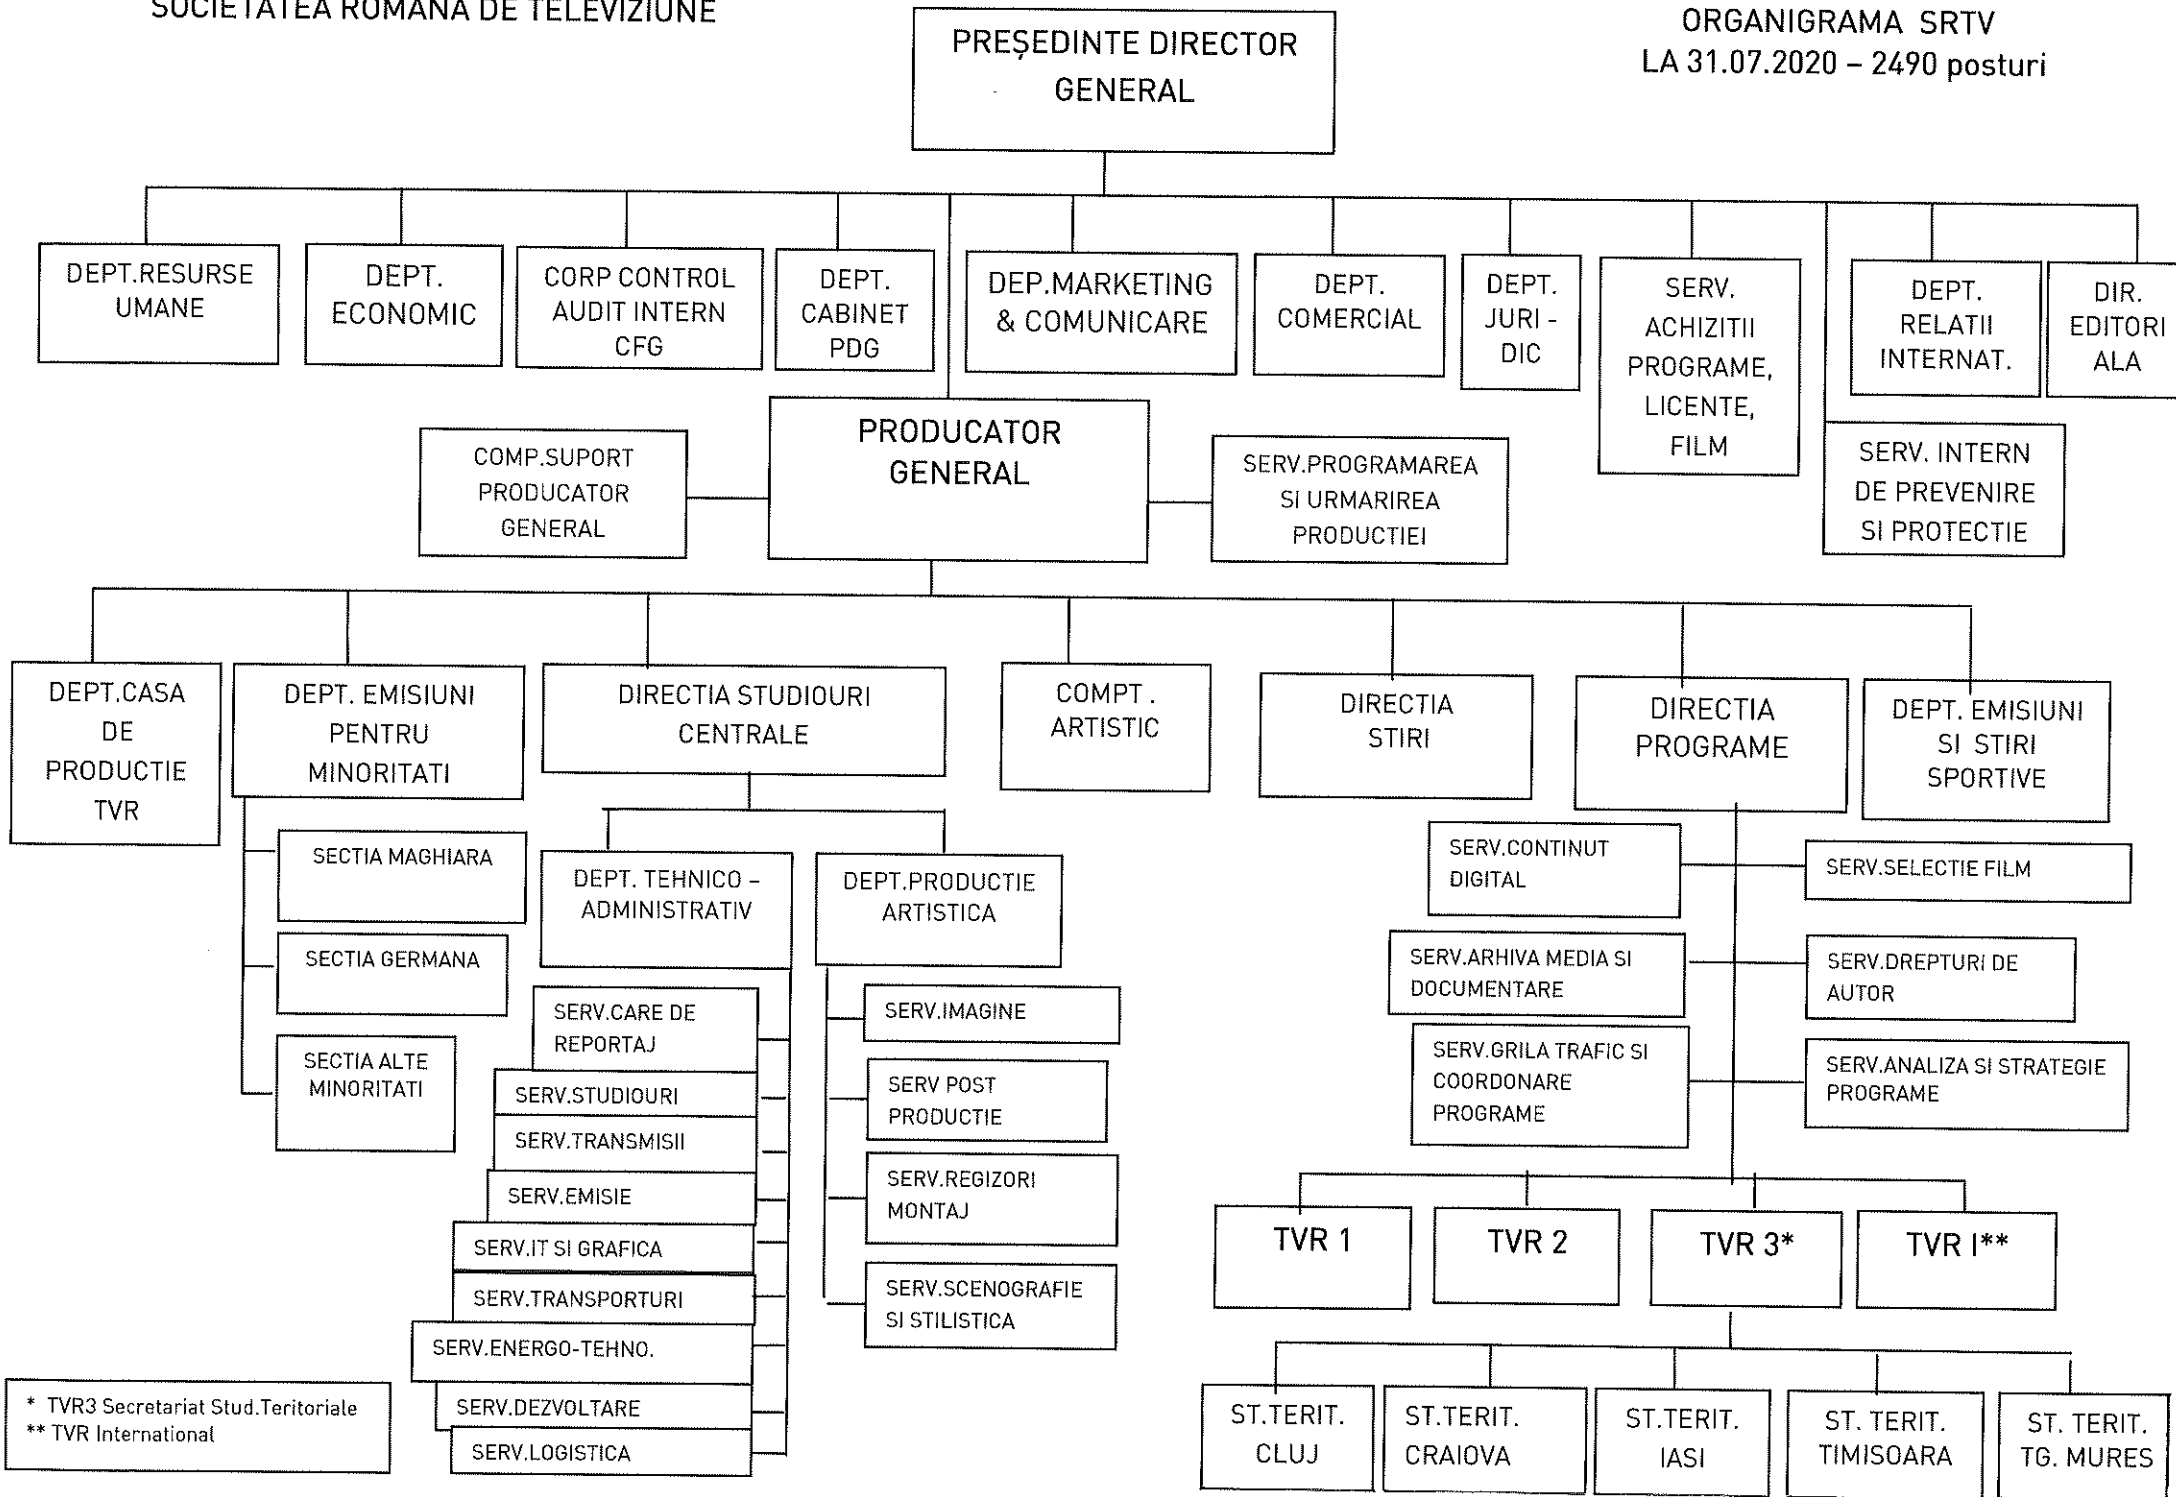 SOCIETATEA ROMANA DE TELEVIZIUNE
ORGANIGRAMA SRTV
LA 31.07.2020 – 2490 posturi
PREȘEDINTE DIRECTOR
GENERAL
DEPT.RESURSE
UMANE
DEPT.
ECONOMIC
CORP CONTROL
AUDIT INTERN
CFG
DEPT.
CABINET
PDG
DEP.MARKETING
& COMUNICARE
DEPT.
COMERCIAL
DEPT.
JURI -
DIC
SERV.
ACHIZITII
PROGRAME,
LICENTE,
FILM
DEPT.
RELATII
INTERNAT.
DIR.
EDITORI
ALA
COMP.SUPORT
PRODUCATOR
GENERAL
PRODUCATOR
GENERAL
SERV.PROGRAMAREA
SI URMARIREA
PRODUCTIEI
SERV. INTERN
DE PREVENIRE
SI PROTECTIE
DEPT.CASA
DE
PRODUCTIE
TVR
DEPT. EMISIUNI
PENTRU
MINORITATI
DIRECTIA STUDIOURI
CENTRALE
COMPT .
ARTISTIC
DIRECTIA
STIRI
DIRECTIA
PROGRAME
DEPT. EMISIUNI
SI STIRI
SPORTIVE
SECTIA MAGHIARA
SECTIA GERMANA
SECTIA ALTE
MINORITATI
DEPT. TEHNICO –
ADMINISTRATIV
DEPT.PRODUCTIE
ARTISTICA
SERV.CARE DE
REPORTAJ
SERV.STUDIOURI
SERV.TRANSMISII
SERV.EMISIE
SERV.IT SI GRAFICA
SERV.TRANSPORTURI
SERV.ENERGO-TEHNO.
SERV.DEZVOLTARE
SERV.LOGISTICA
SERV.IMAGINE
SERV POST
PRODUCTIE
SERV.REGIZORI
MONTAJ
SERV.SCENOGRAFIE
SI STILISTICA
SERV.CONTINUT
DIGITAL
SERV.SELECTIE FILM
SERV.ARHIVA MEDIA SI
DOCUMENTARE
SERV.DREPTURI DE
AUTOR
SERV.GRILA TRAFIC SI
COORDONARE
PROGRAME
SERV.ANALIZA SI STRATEGIE
PROGRAME
TVR 1
TVR 2
TVR 3*
TVR I**
ST.TERIT.
CLUJ
ST.TERIT.
CRAIOVA
ST.TERIT.
IASI
ST. TERIT.
TIMISOARA
ST. TERIT.
TG. MURES
* TVR3 Secretariat Stud.Teritoriale
** TVR International